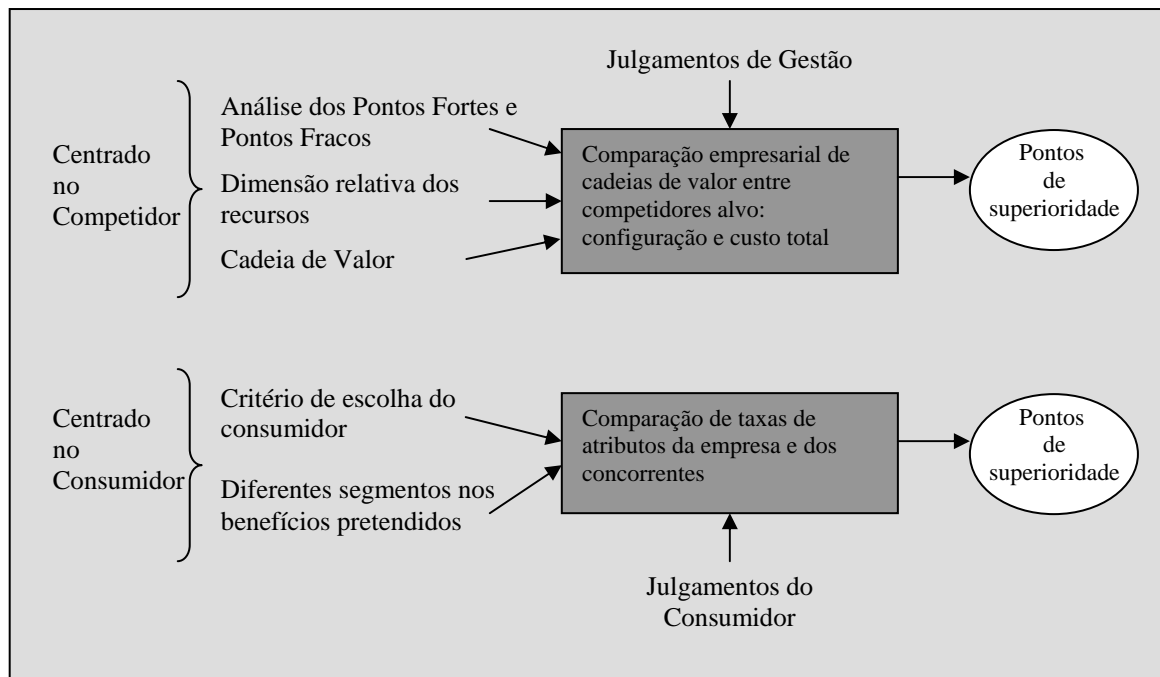 Julgamentos de Gestão
Centrado
no
Competidor
Análise dos Pontos Fortes e
Pontos Fracos
Dimensão relativa dos
recursos
Cadeia de Valor
Comparação empresarial de
cadeias de valor entre
competidores alvo:
configuração e custo total
Pontos
de
superioridade
Centrado
no
Consumidor
Critério de escolha do
consumidor
Diferentes segmentos nos
benefícios pretendidos
Comparação de taxas de
atributos da empresa e dos
concorrentes
Pontos
de
superioridade
Julgamentos do
Consumidor